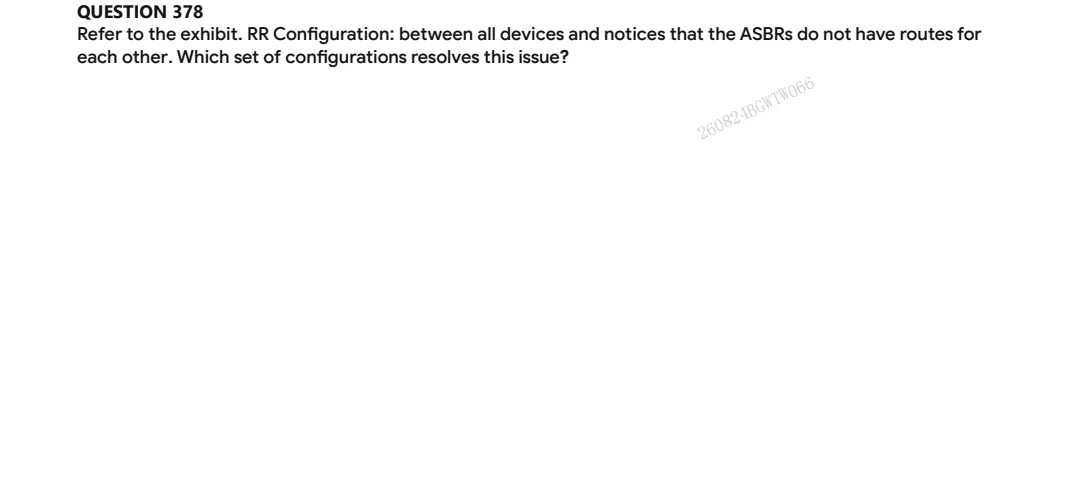 QUESTION 378
Refer to the exhibit. RR Configuration: between all devices and notices that the ASBRs do not have routes for
each other. Which set of configurations resolves this issue?
260824BGWTW066